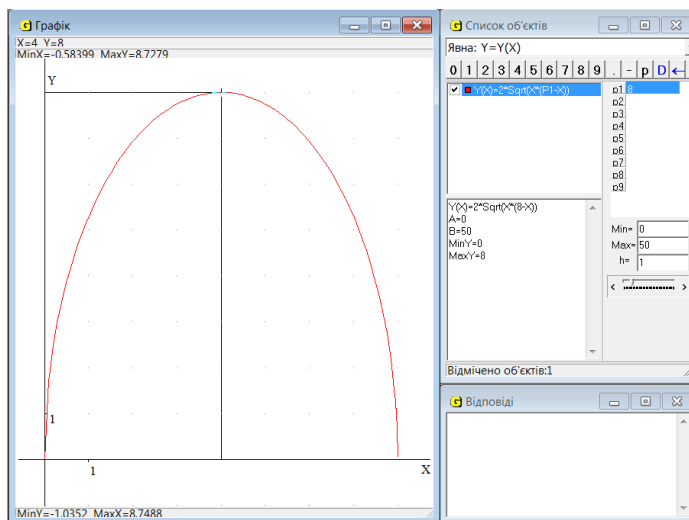 Графік
X=4 Y=8
MinX=-0.58399 MaxY=8.7279
Y
1
1
X
MinY=-1.0352 MaxX=8.7488
Список об'єктів
Явна: Y=Y(X)
0 1 2 3 4 5 6 7 8 9 . - p D ←
Y(X)=2*Sqrt(X*(P1-X))
p1 8
p2
p3
p4
p5
p6
p7
p8
p9
Y(X)=2*Sqrt(X*(8-X))
A=0
B=50
MinY=0
MaxY=8
Min= 0
Max= 50
h= 1
< >
Відмічено об'єктів:1
Відповіді